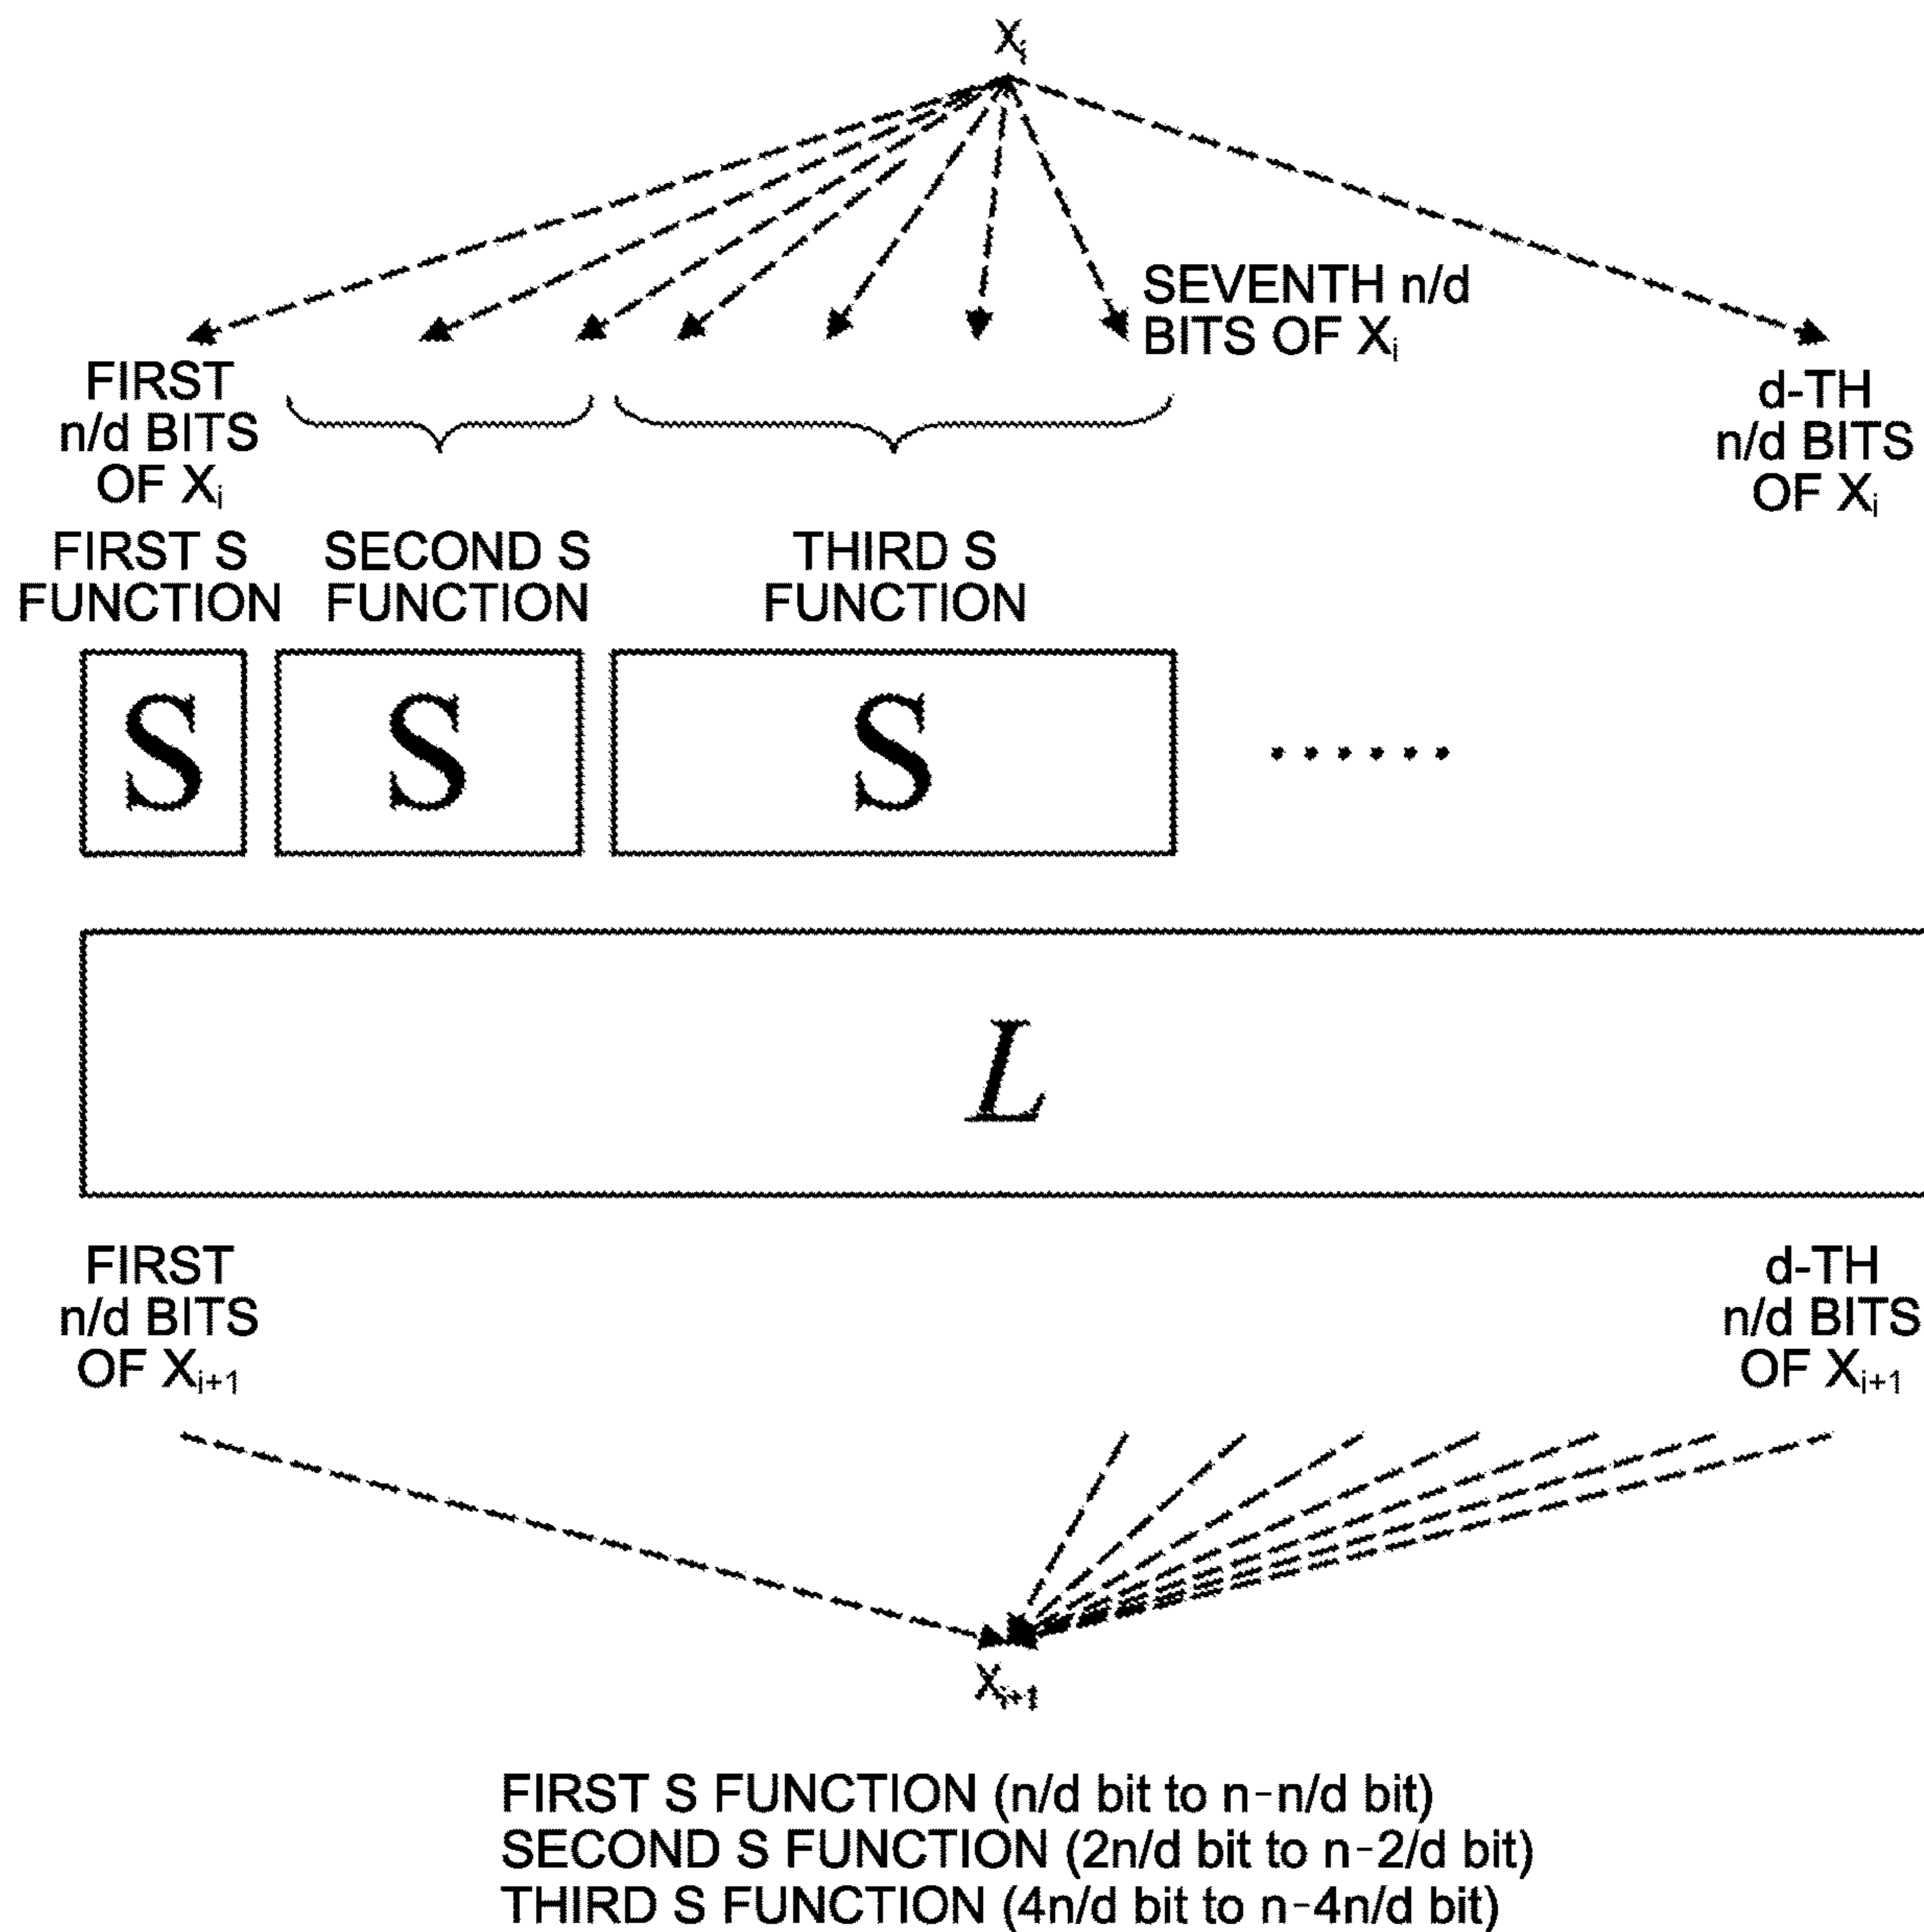 Xi
SEVENTH n/d
BITS OF Xi
FIRST
n/d BITS
OF Xi
d-TH
n/d BITS
OF Xi
FIRST S
FUNCTION
SECOND S
FUNCTION
THIRD S
FUNCTION
S
S
S
......
L
FIRST
n/d BITS
OF Xi+1
d-TH
n/d BITS
OF Xi+1
Xi+1
FIRST S FUNCTION (n/d bit to n-n/d bit)
SECOND S FUNCTION (2n/d bit to n-2/d bit)
THIRD S FUNCTION (4n/d bit to n-4n/d bit)